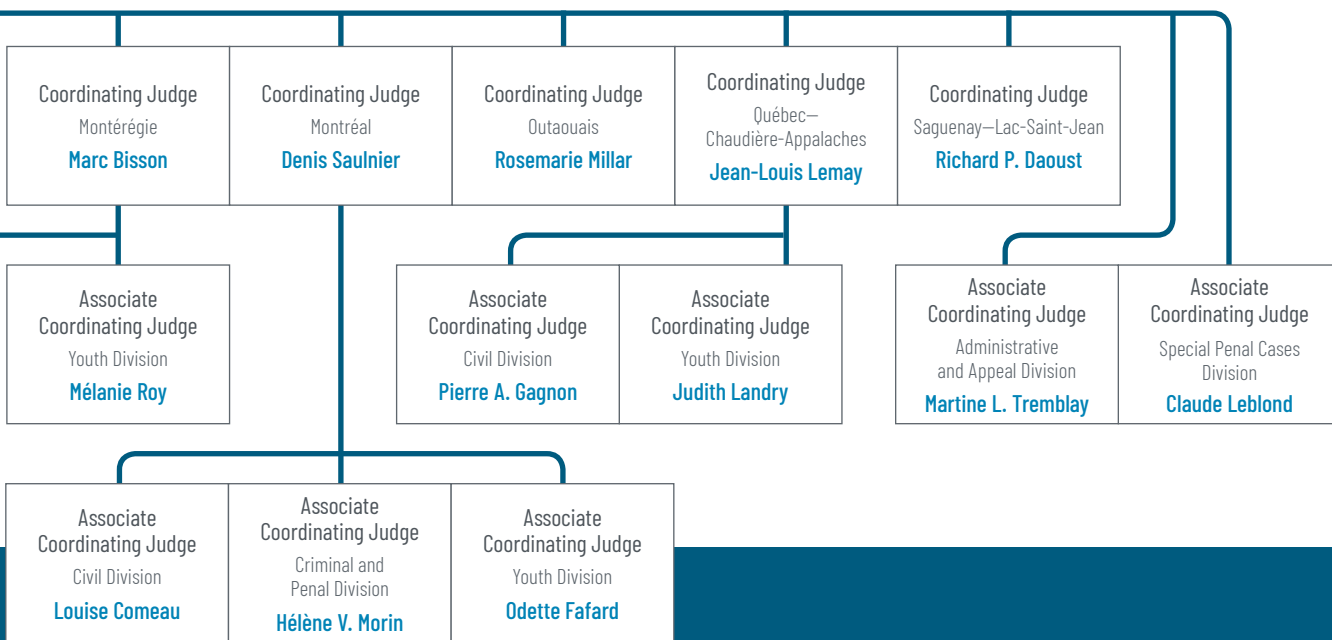 Coordinating Judge
Montérégie
Marc Bisson
Coordinating Judge
Montréal
Denis Saulnier
Coordinating Judge
Outaouais
Rosemarie Millar
Coordinating Judge
Québec—
Chaudière-Appalaches
Jean-Louis Lemay
Coordinating Judge
Saguenay—Lac-Saint-Jean
Richard P. Daoust
Associate
Coordinating Judge
Youth Division
Mélanie Roy
Associate
Coordinating Judge
Civil Division
Pierre A. Gagnon
Associate
Coordinating Judge
Youth Division
Judith Landry
Associate
Coordinating Judge
Administrative
and Appeal Division
Martine L. Tremblay
Associate
Coordinating Judge
Special Penal Cases
Division
Claude Leblond
Associate
Coordinating Judge
Civil Division
Louise Comeau
Associate
Coordinating Judge
Criminal and
Penal Division
Hélène V. Morin
Associate
Coordinating Judge
Youth Division
Odette Fafard